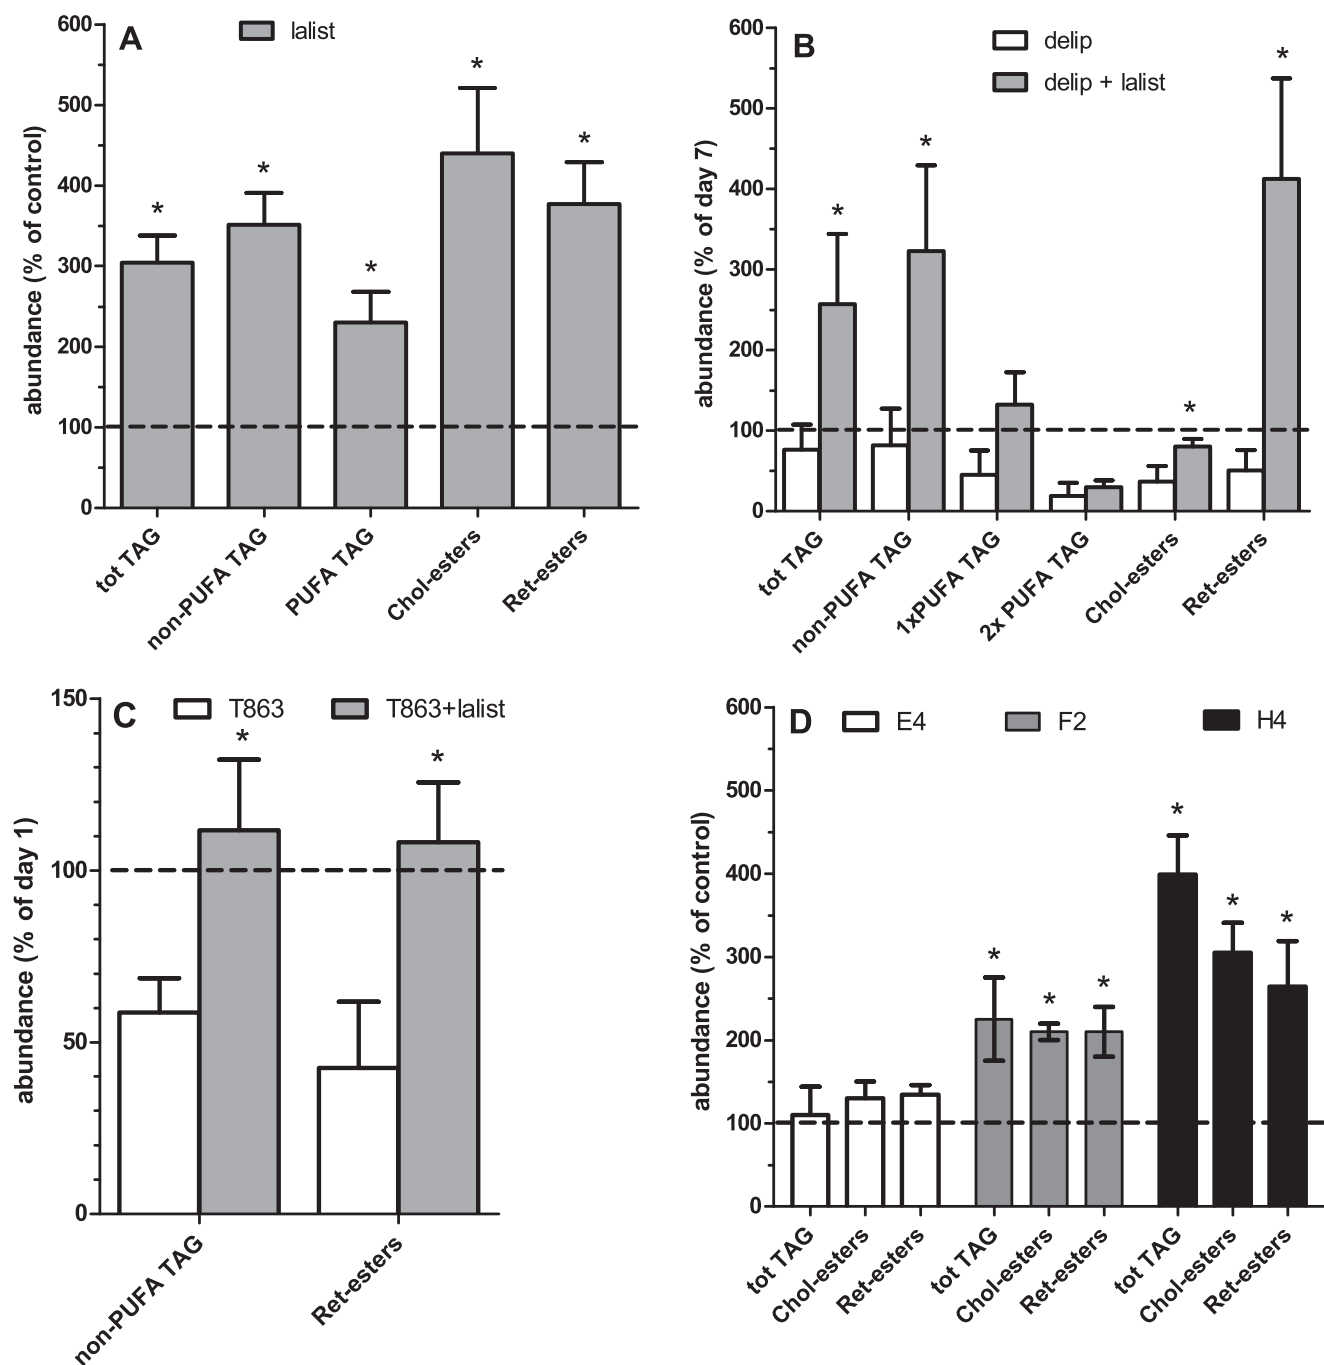 A
lalist
abundance (% of control)
600
500
400
300
200
100
0
*
*
*
*
*
tot TAG
non-PUFA TAG
PUFA TAG
Chol-esters
Ret-esters
B
delip
delip + lalist
abundance (% of day 7)
600
500
400
300
200
100
0
*
*
*
*
tot TAG
non-PUFA TAG
1xPUFA TAG
2x PUFA TAG
Chol-esters
Ret-esters
C
T863
T863+lalist
abundance (% of day 1)
150
100
50
0
*
*
non-PUFA TAG
Ret-esters
D
E4
F2
H4
abundance (% of control)
600
500
400
300
200
100
0
*
*
*
*
*
*
tot TAG
Chol-esters
Ret-esters
tot TAG
Chol-esters
Ret-esters
tot TAG
Chol-esters
Ret-esters